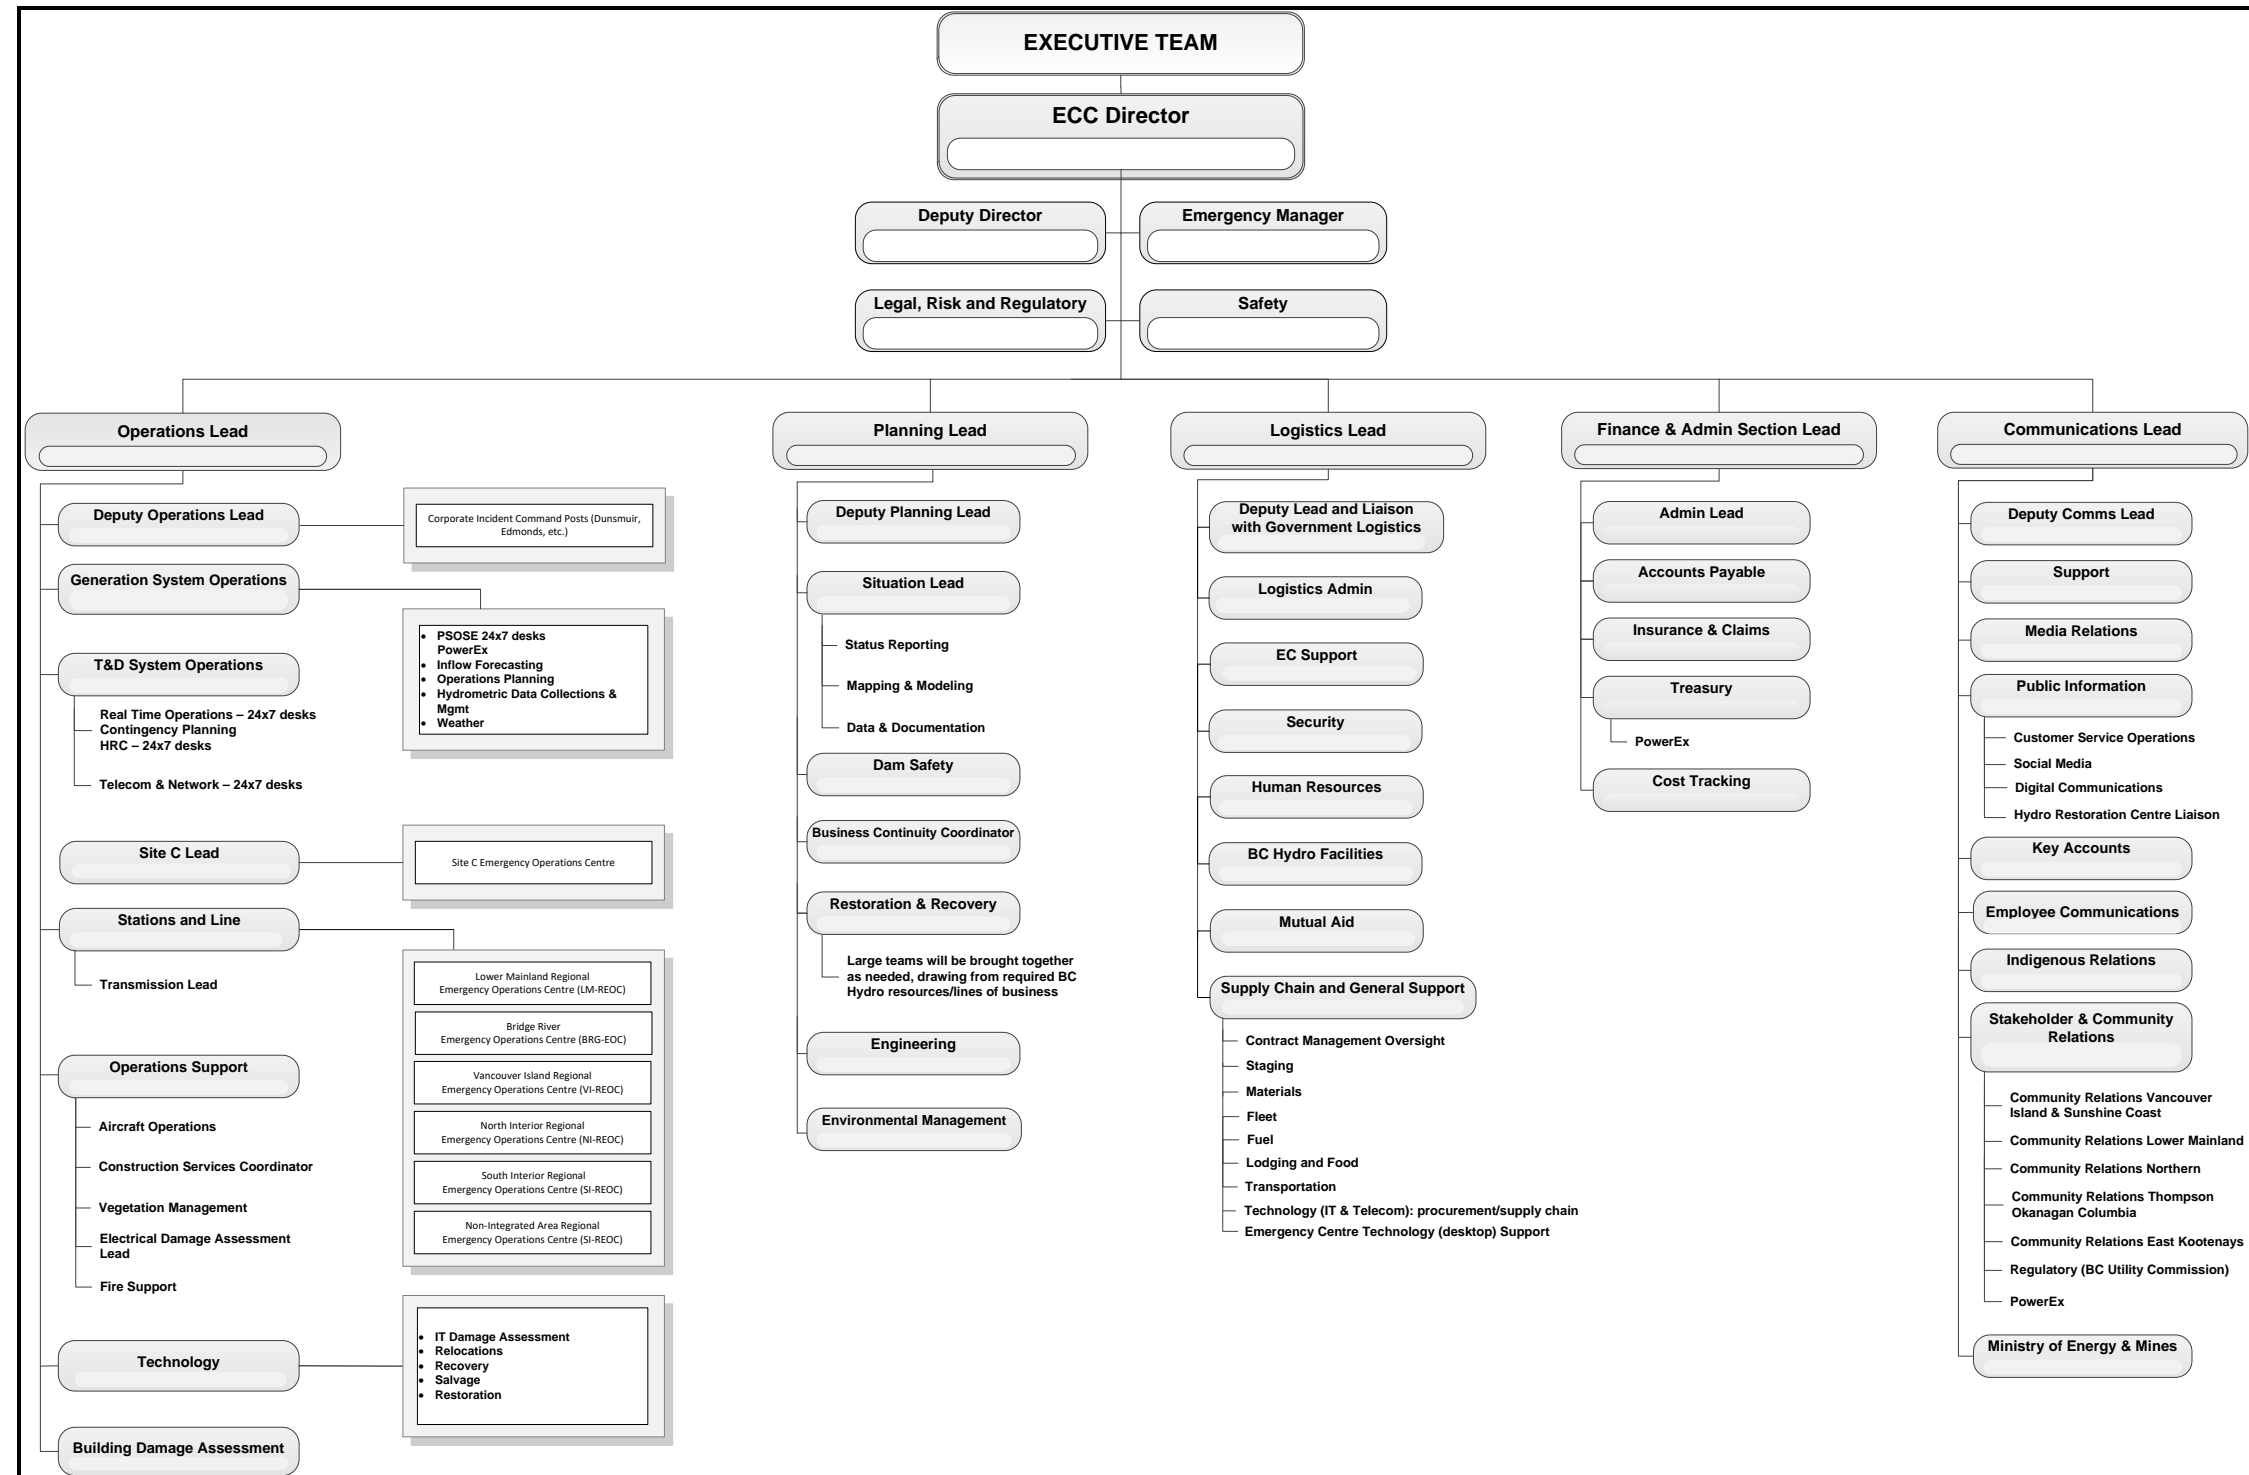 EXECUTIVE TEAM
ECC Director
Deputy Director
Emergency Manager
Legal, Risk and Regulatory
Safety
Operations Lead
Deputy Operations Lead
Corporate Incident Command Posts (Dunsmuir,
Edmonds, etc.)
Generation System Operations
• PSOSE 24x7 desks
PowerEx
• Inflow Forecasting
• Operations Planning
• Hydrometric Data Collections &
Mgmt
• Weather
T&D System Operations
Real Time Operations – 24x7 desks
Contingency Planning
HRC – 24x7 desks
Telecom & Network – 24x7 desks
Site C Lead
Site C Emergency Operations Centre
Stations and Line
Transmission Lead
Lower Mainland Regional
Emergency Operations Centre (LM-REOC)
Bridge River
Emergency Operations Centre (BRG-EOC)
Vancouver Island Regional
Emergency Operations Centre (VI-REOC)
North Interior Regional
Emergency Operations Centre (NI-REOC)
South Interior Regional
Emergency Operations Centre (SI-REOC)
Non-Integrated Area Regional
Emergency Operations Centre (SI-REOC)
Operations Support
Aircraft Operations
Construction Services Coordinator
Vegetation Management
Electrical Damage Assessment
Lead
Fire Support
Technology
• IT Damage Assessment
• Relocations
• Recovery
• Salvage
• Restoration
Building Damage Assessment
Planning Lead
Deputy Planning Lead
Situation Lead
Status Reporting
Mapping & Modeling
Data & Documentation
Dam Safety
Business Continuity Coordinator
Restoration & Recovery
Large teams will be brought together
as needed, drawing from required BC
Hydro resources/lines of business
Engineering
Environmental Management
Logistics Lead
Deputy Lead and Liaison
with Government Logistics
Logistics Admin
EC Support
Security
Human Resources
BC Hydro Facilities
Mutual Aid
Supply Chain and General Support
Contract Management Oversight
Staging
Materials
Fleet
Fuel
Lodging and Food
Transportation
Technology (IT & Telecom): procurement/supply chain
Emergency Centre Technology (desktop) Support
Finance & Admin Section Lead
Admin Lead
Accounts Payable
Insurance & Claims
Treasury
PowerEx
Cost Tracking
Communications Lead
Deputy Comms Lead
Support
Media Relations
Public Information
Customer Service Operations
Social Media
Digital Communications
Hydro Restoration Centre Liaison
Key Accounts
Employee Communications
Indigenous Relations
Stakeholder & Community
Relations
Community Relations Vancouver
Island & Sunshine Coast
Community Relations Lower Mainland
Community Relations Northern
Community Relations Thompson
Okanagan Columbia
Community Relations East Kootenays
Regulatory (BC Utility Commission)
PowerEx
Ministry of Energy & Mines